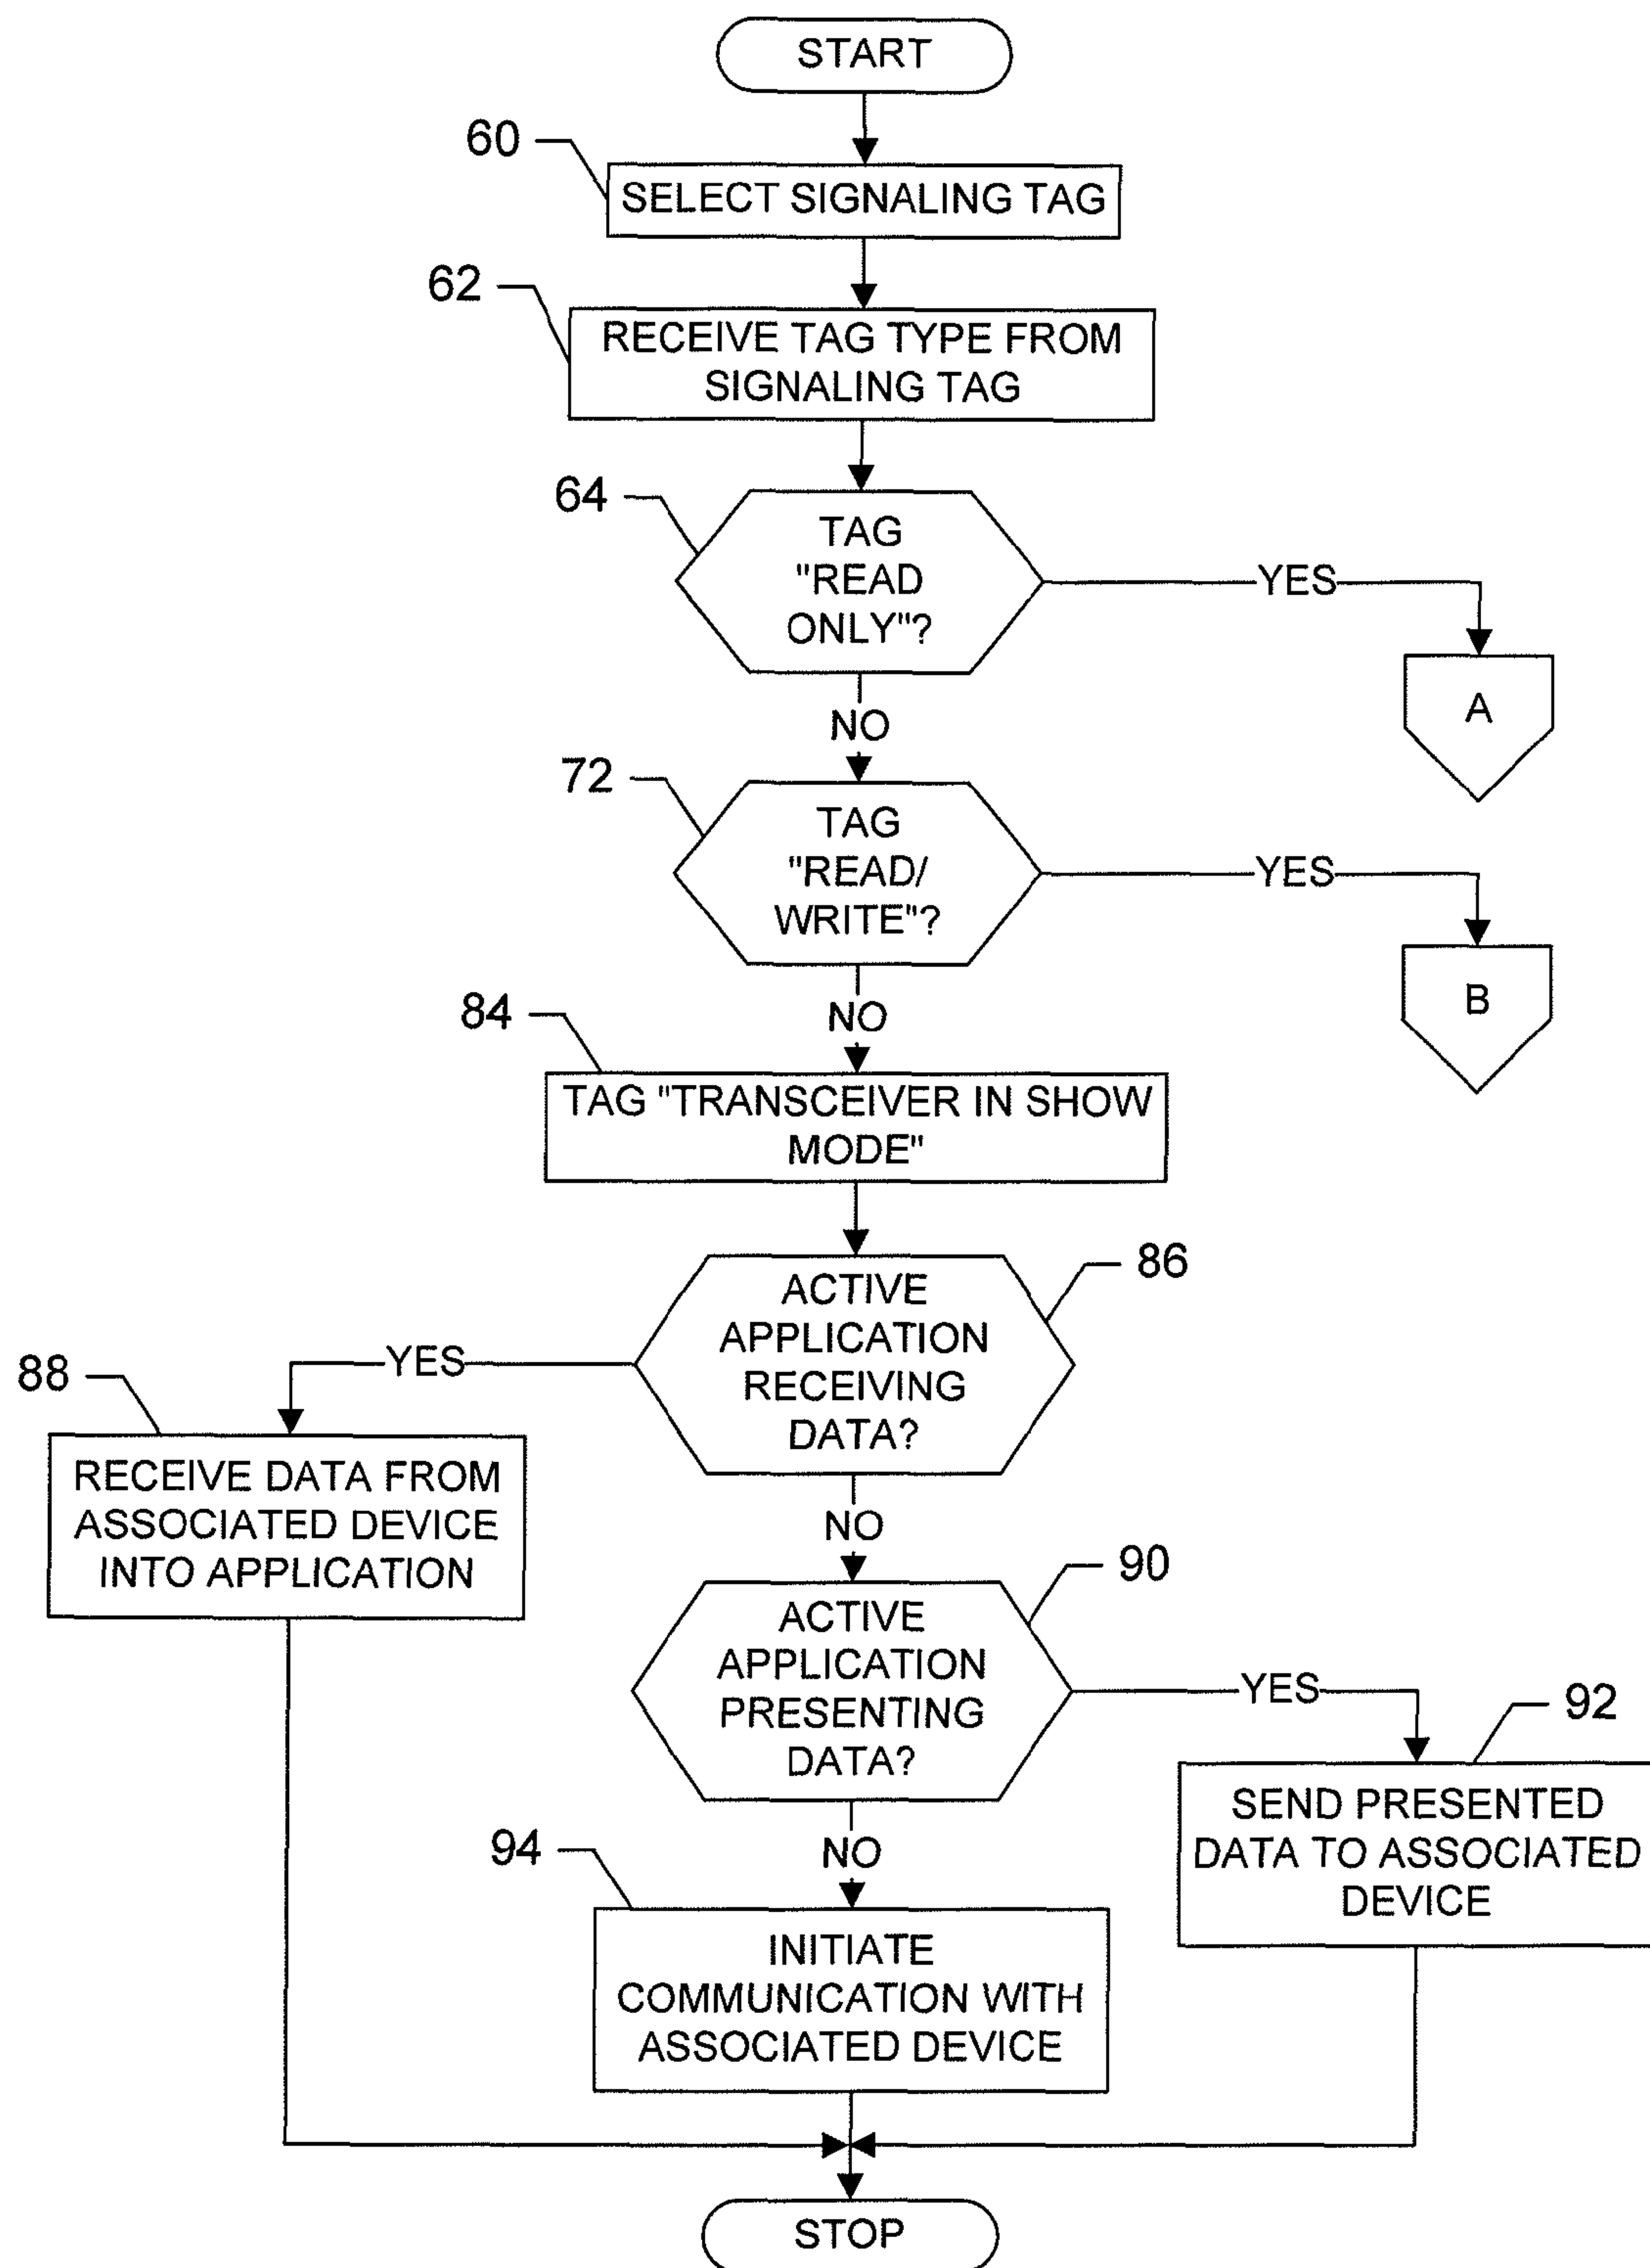 START
60
SELECT SIGNALING TAG
62
RECEIVE TAG TYPE FROM
SIGNALING TAG
64
TAG
"READ
ONLY"?
YES
A
NO
72
TAG
"READ/
WRITE"?
YES
B
NO
84
TAG "TRANSCEIVER IN SHOW
MODE"
86
ACTIVE
APPLICATION
RECEIVING
DATA?
YES
88
RECEIVE DATA FROM
ASSOCIATED DEVICE
INTO APPLICATION
NO
90
ACTIVE
APPLICATION
PRESENTING
DATA?
YES
92
SEND PRESENTED
DATA TO ASSOCIATED
DEVICE
NO
94
INITIATE
COMMUNICATION WITH
ASSOCIATED DEVICE
STOP